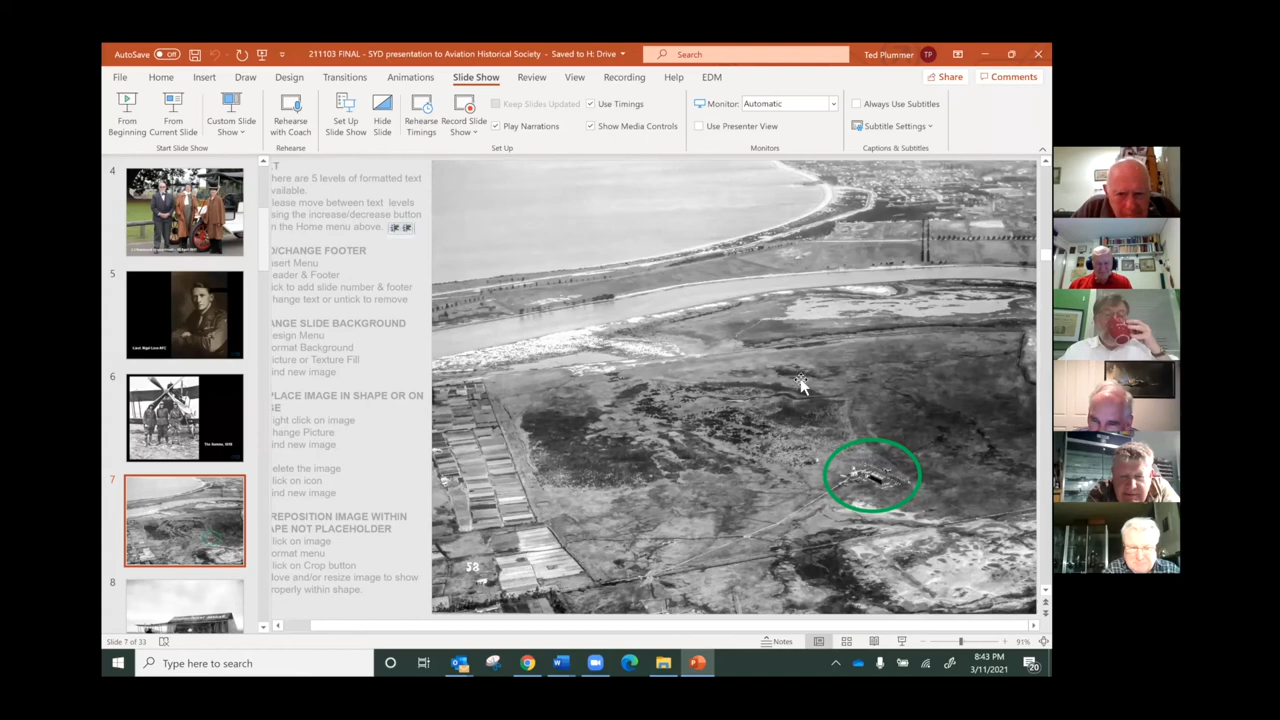 AutoSave Off
211103 FINAL - SYD presentation to Aviation Historical Society - Saved to H: Drive
Search
Ted Plummer TP
File Home Insert Draw Design Transitions Animations Slide Show Review View Recording Help EDM
Share Comments
From Beginning
From Current Slide
Custom Slide Show
Rehearse with Coach
Set Up Slide Show
Hide Slide
Rehearse Timings
Record Slide Show
Keep Slides Updated
Play Narrations
Use Timings
Show Media Controls
Monitor: Automatic
Use Presenter View
Always Use Subtitles
Subtitle Settings
Start Slide Show
Rehearse
Set Up
Monitors
Captions & Subtitles
4
5
6
The Domain, 1919
7
8
T
here are 5 levels of formatted text
vailable.
lease move between text levels
sing the increase/decrease button
n the Home menu above.
D/CHANGE FOOTER
nsert Menu
eader & Footer
lick to add slide number & footer
hange text or untick to remove
ANGE SLIDE BACKGROUND
esign Menu
ormat Background
icture or Texture Fill
ind new image
PLACE IMAGE IN SHAPE OR ON
GE
ight click on image
hange Picture
ind new image
elete the image
lick on icon
ind new image
REPOSITION IMAGE WITHIN
APE NOT PLACEHOLDER
lick on image
ormat menu
lick on Crop button
ove and/or resize image to show
roperly within shape.
53
Slide 7 of 33
Notes
91%
Type here to search
8:43 PM
3/11/2021
20